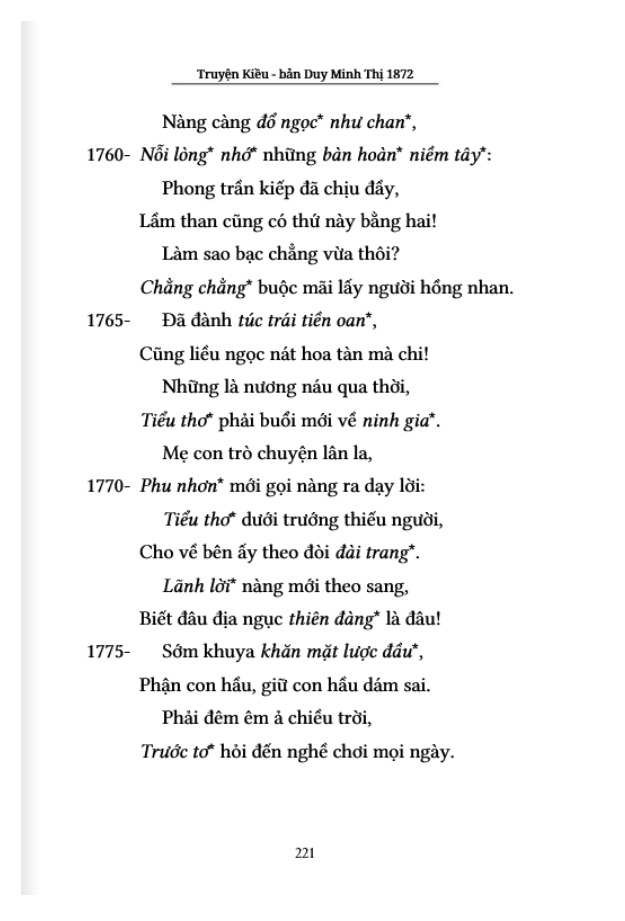 Truyện Kiều - bản Duy Minh Thị 1872
Nàng càng đổ ngọc* như chan*,
1760- Nỗi lòng* nhớ* những bàn hoàn* niềm tây*:
Phong trần kiếp đã chịu đầy,
Lầm than cũng có thứ này bằng hai!
Làm sao bạc chẳng vừa thôi?
Chằng chằng* buộc mãi lấy người hồng nhan.
1765- Đã đành túc trái tiền oan*,
Cũng liều ngọc nát hoa tàn mà chi!
Những là nương náu qua thời,
Tiểu thơ* phải buổi mới về ninh gia*.
Mẹ con trò chuyện lân la,
1770- Phu nhơn* mới gọi nàng ra dạy lời:
Tiểu thơ* dưới trướng thiếu người,
Cho về bên ấy theo đòi đài trang*.
Lãnh lời* nàng mới theo sang,
Biết đâu địa ngục thiên đàng* là đâu!
1775- Sớm khuya khăn mặt lược đầu*,
Phận con hầu, giữ con hầu dám sai.
Phải đêm êm ả chiều trời,
Trước tơ* hỏi đến nghề chơi mọi ngày.
221